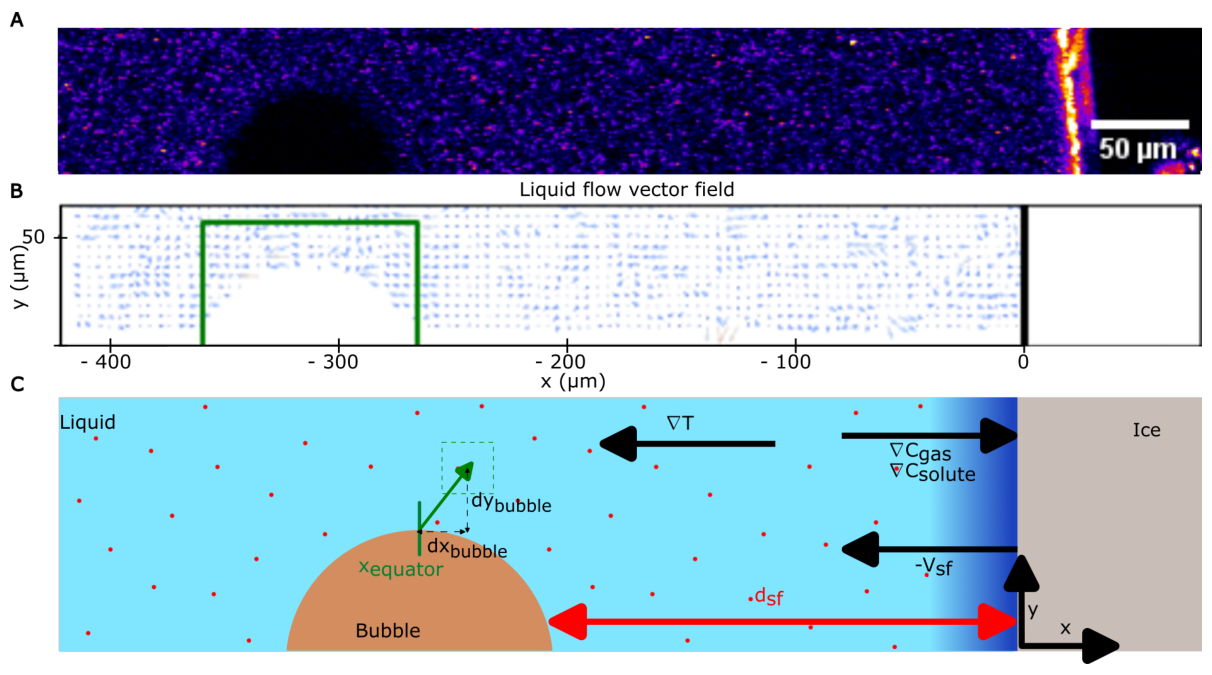 A
50 µm
B
Liquid flow vector field
50
y (µm)
- 400
- 300
- 200
- 100
0
x (µm)
C
Liquid
∇T
∇Cgas
∇Csolute
Ice
dybubble
dxbubble
xequator
-Vsf
dsf
y
x
Bubble